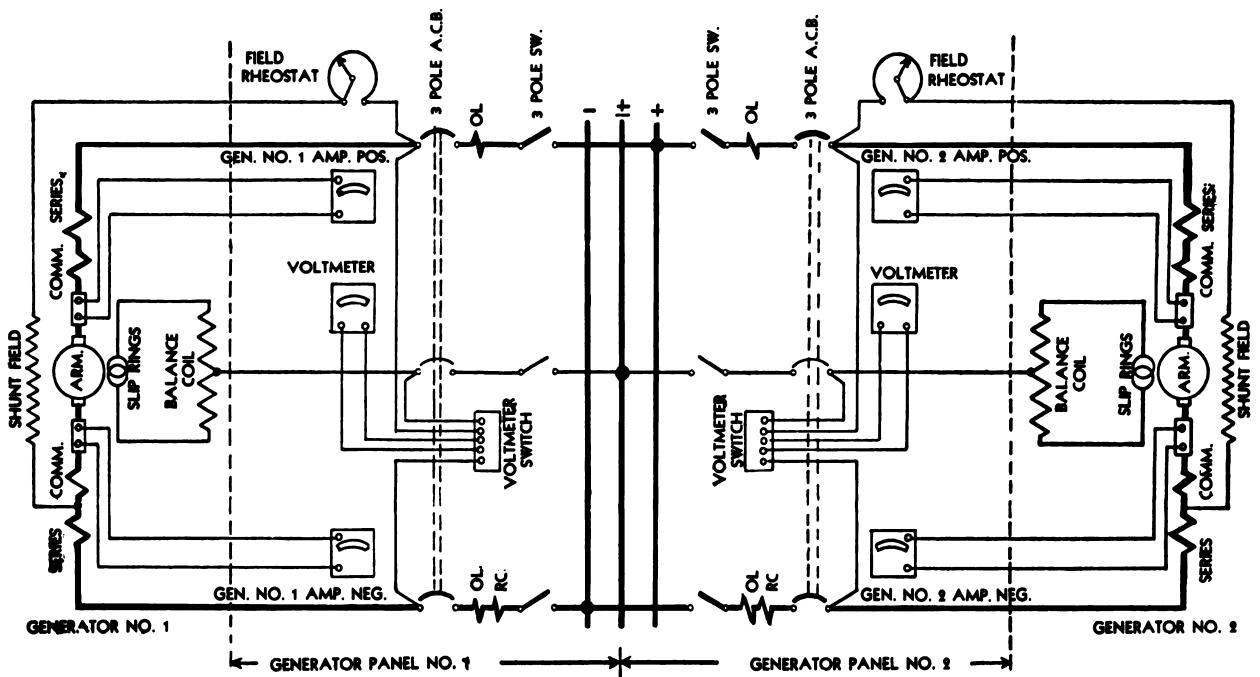 FIELD RHEOSTAT
3 POLE A.C.B.
OL
3 POLE SW.
-
|+
+
3 POLE SW.
OL
3 POLE A.C.B.
FIELD RHEOSTAT
GEN. NO. 1 AMP. POS.
GEN. NO. 2 AMP. POS.
SERIES
SERIES
COMM.
COMM.
VOLTMETER
VOLTMETER
SHUNT FIELD
ARM.
SLIP RINGS
BALANCE COIL
BALANCE COIL
SLIP RINGS
ARM.
SHUNT FIELD
VOLTMETER SWITCH
VOLTMETER SWITCH
COMM.
COMM.
SERIES
SERIES
OL
RC
OL
RC
GEN. NO. 1 AMP. NEG.
GEN. NO. 2 AMP. NEG.
GENERATOR NO. 1
GENERATOR NO. 2
GENERATOR PANEL NO. 1
GENERATOR PANEL NO. 2